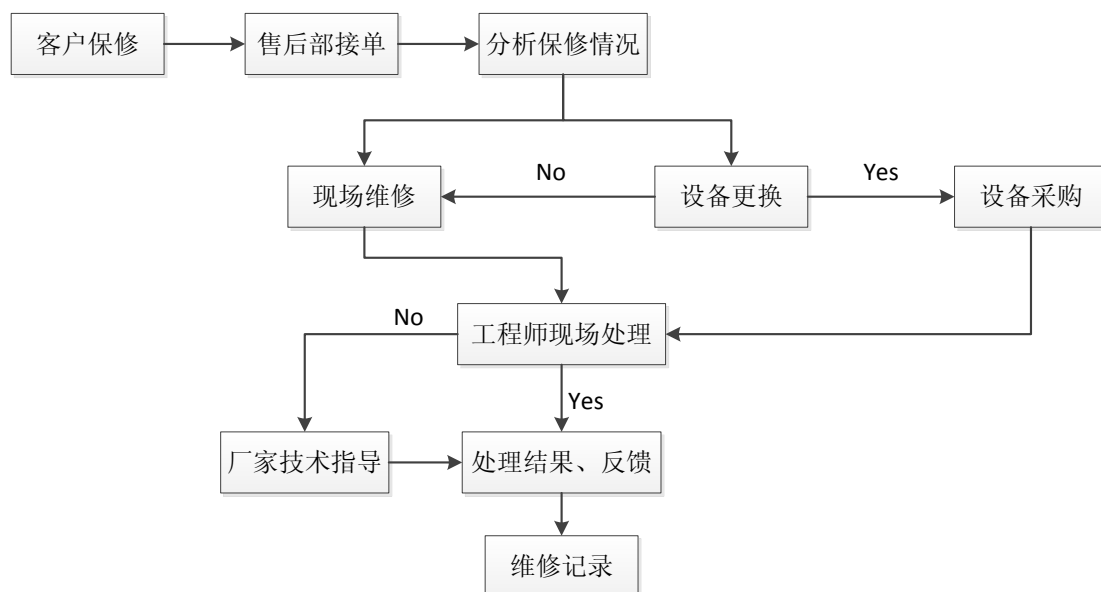 客户保修
售后部接单
分析保修情况
现场维修
No
设备更换
Yes
设备采购
No
工程师现场处理
Yes
厂家技术指导
处理结果、反馈
维修记录